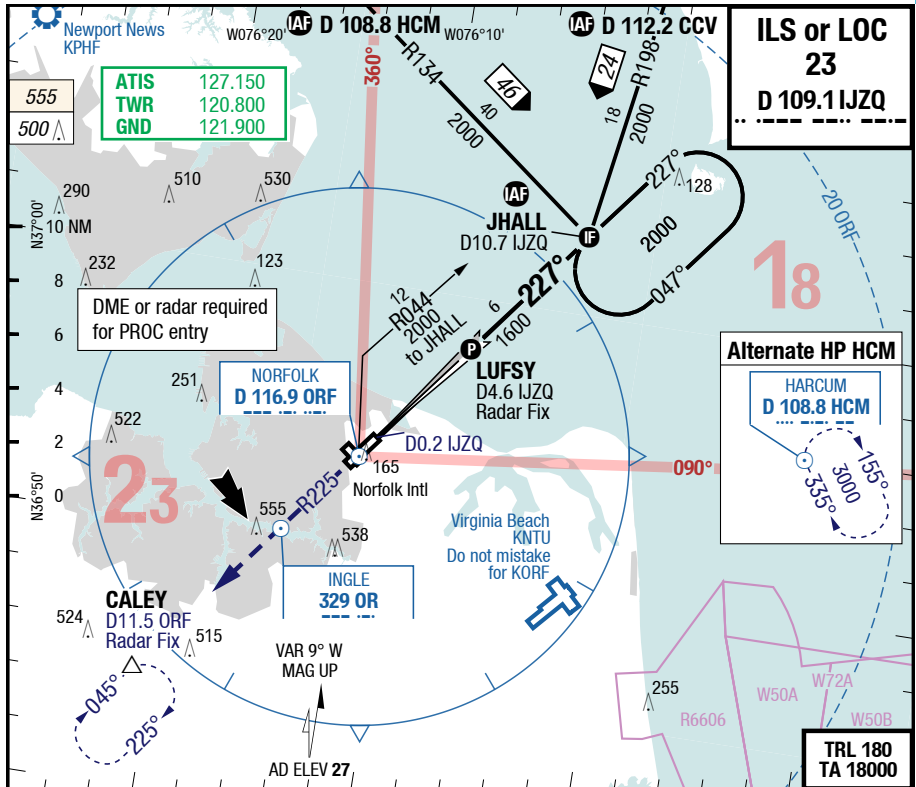 Newport News
KPHF
W076°20'
IAF D 108.8 HCM
W076°10'
IAF D 112.2 CCV
ILS or LOC
23
D 109.1 IJZQ
555
500
ATIS 127.150
TWR 120.800
GND 121.900
360°
R134
46
40
2000
24
R198
18
2000
290
510
530
10 NM
N37°00'
IAF
JHALL
D10.7 IJZQ
IF
227°
128
2000
047°
20 ORF
18
232
123
8
DME or radar required
for PROC entry
6
12
R044
2000
to JHALL
227°
6
1600
P
LUFSY
D4.6 IJZQ
Radar Fix
Alternate HP HCM
HARCUM
D 108.8 HCM
155°
3000
335°
NORFOLK
D 116.9 ORF
251
4
522
2
D0.2 IJZQ
165
Norfolk Intl
090°
N36°50'
0
23
R225
555
538
Virginia Beach
KNTU
Do not mistake
for KORF
INGLE
329 OR
CALEY
D11.5 ORF
Radar Fix
524
515
045°
225°
VAR 9° W
MAG UP
AD ELEV 27
255
R6606
W50A
W72A
W50B
TRL 180
TA 18000